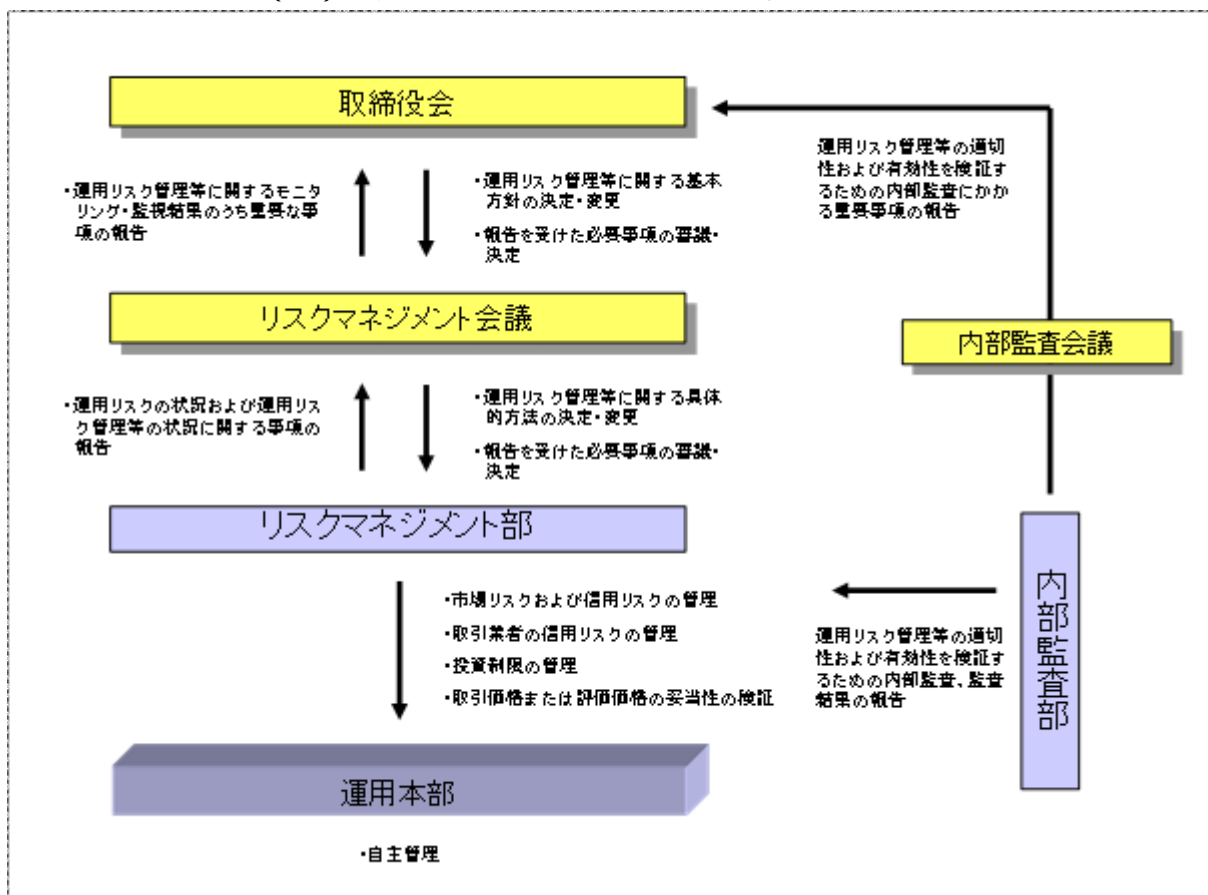 取締役会
・運用リスク管理等に関するモニタ
リング・監視結果のうち重要な事
項の報告
・運用リスク管理等に関する基本
方針の決定・変更
・報告を受けた必要事項の審議・
決定
運用リスク管理等の適切
性および有効性を検証す
るための内部監査にかか
る重要事項の報告
リスクマネジメント会議
内部監査会議
・運用リスクの状況および運用リス
ク管理等の状況に関する事項の
報告
・運用リスク管理等に関する具体
的方法の決定・変更
・報告を受けた必要事項の審議・
決定
リスクマネジメント部
・市場リスクおよび信用リスクの管理
・取引業者の信用リスクの管理
・投資制限の管理
・取引価格または評価価格の妥当性の検証
運用リスク管理等の適切
性および有効性を検証す
るための内部監査、監査
結果の報告
内部監査部
運用本部
・自主管理